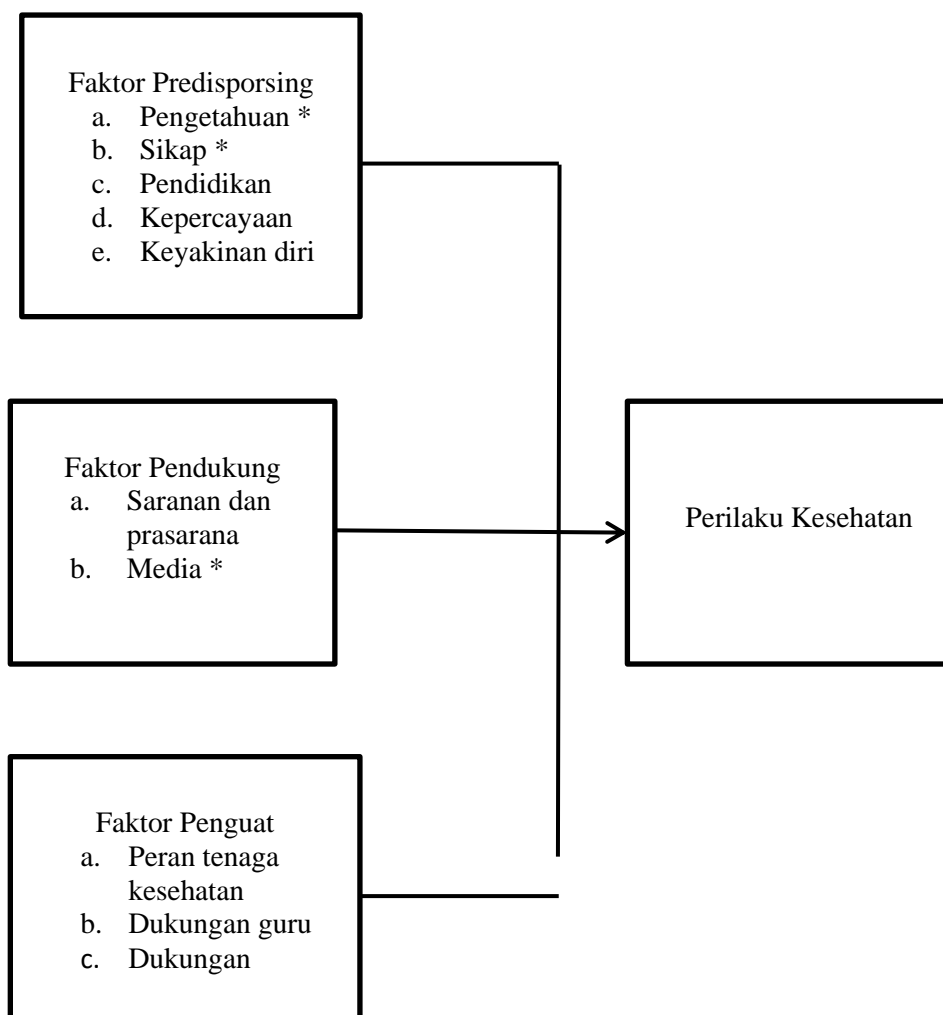 Faktor Predisporsing
a. Pengetahuan *
b. Sikap *
c. Pendidikan
d. Kepercayaan
e. Keyakinan diri
Faktor Pendukung
a. Saranan dan
prasarana
b. Media *
Perilaku Kesehatan
Faktor Penguat
a. Peran tenaga
kesehatan
b. Dukungan guru
c. Dukungan